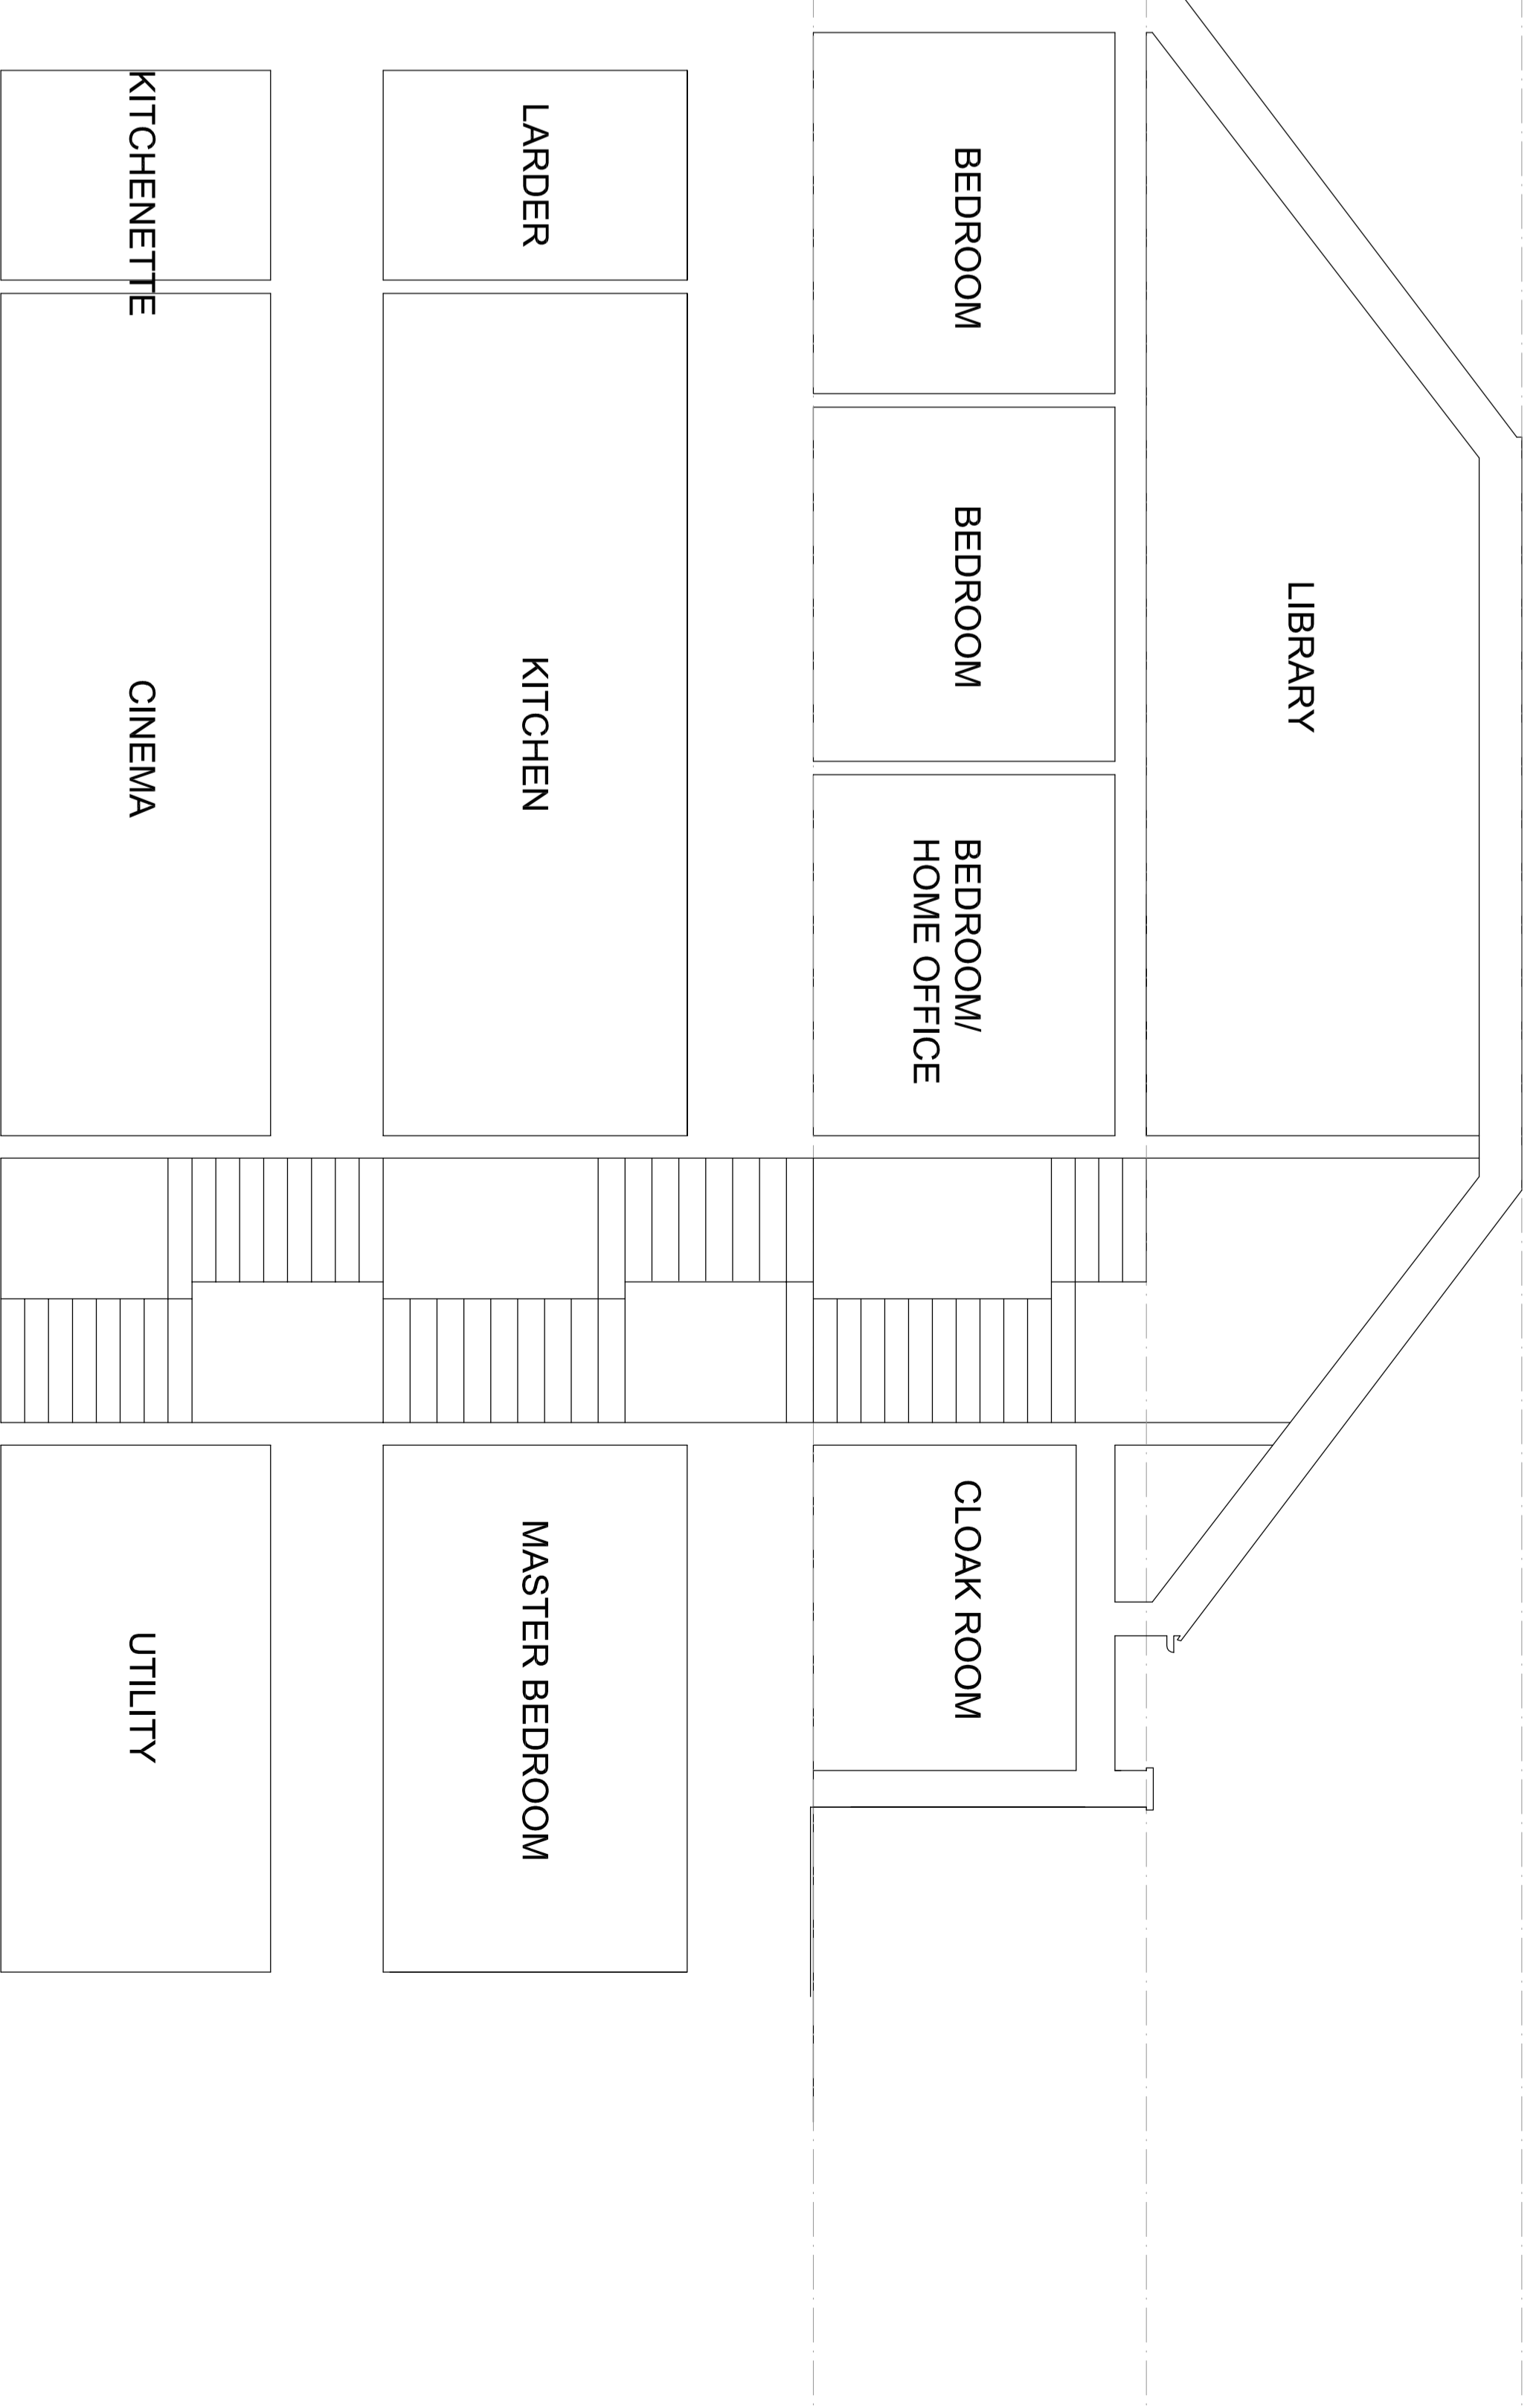 LIBRARY
BEDROOM
BEDROOM
BEDROOM/
HOME OFFICE
CLOAK ROOM
LARDER
KITCHEN
MASTER BEDROOM
KITCHENETTE
CINEMA
UTILITY